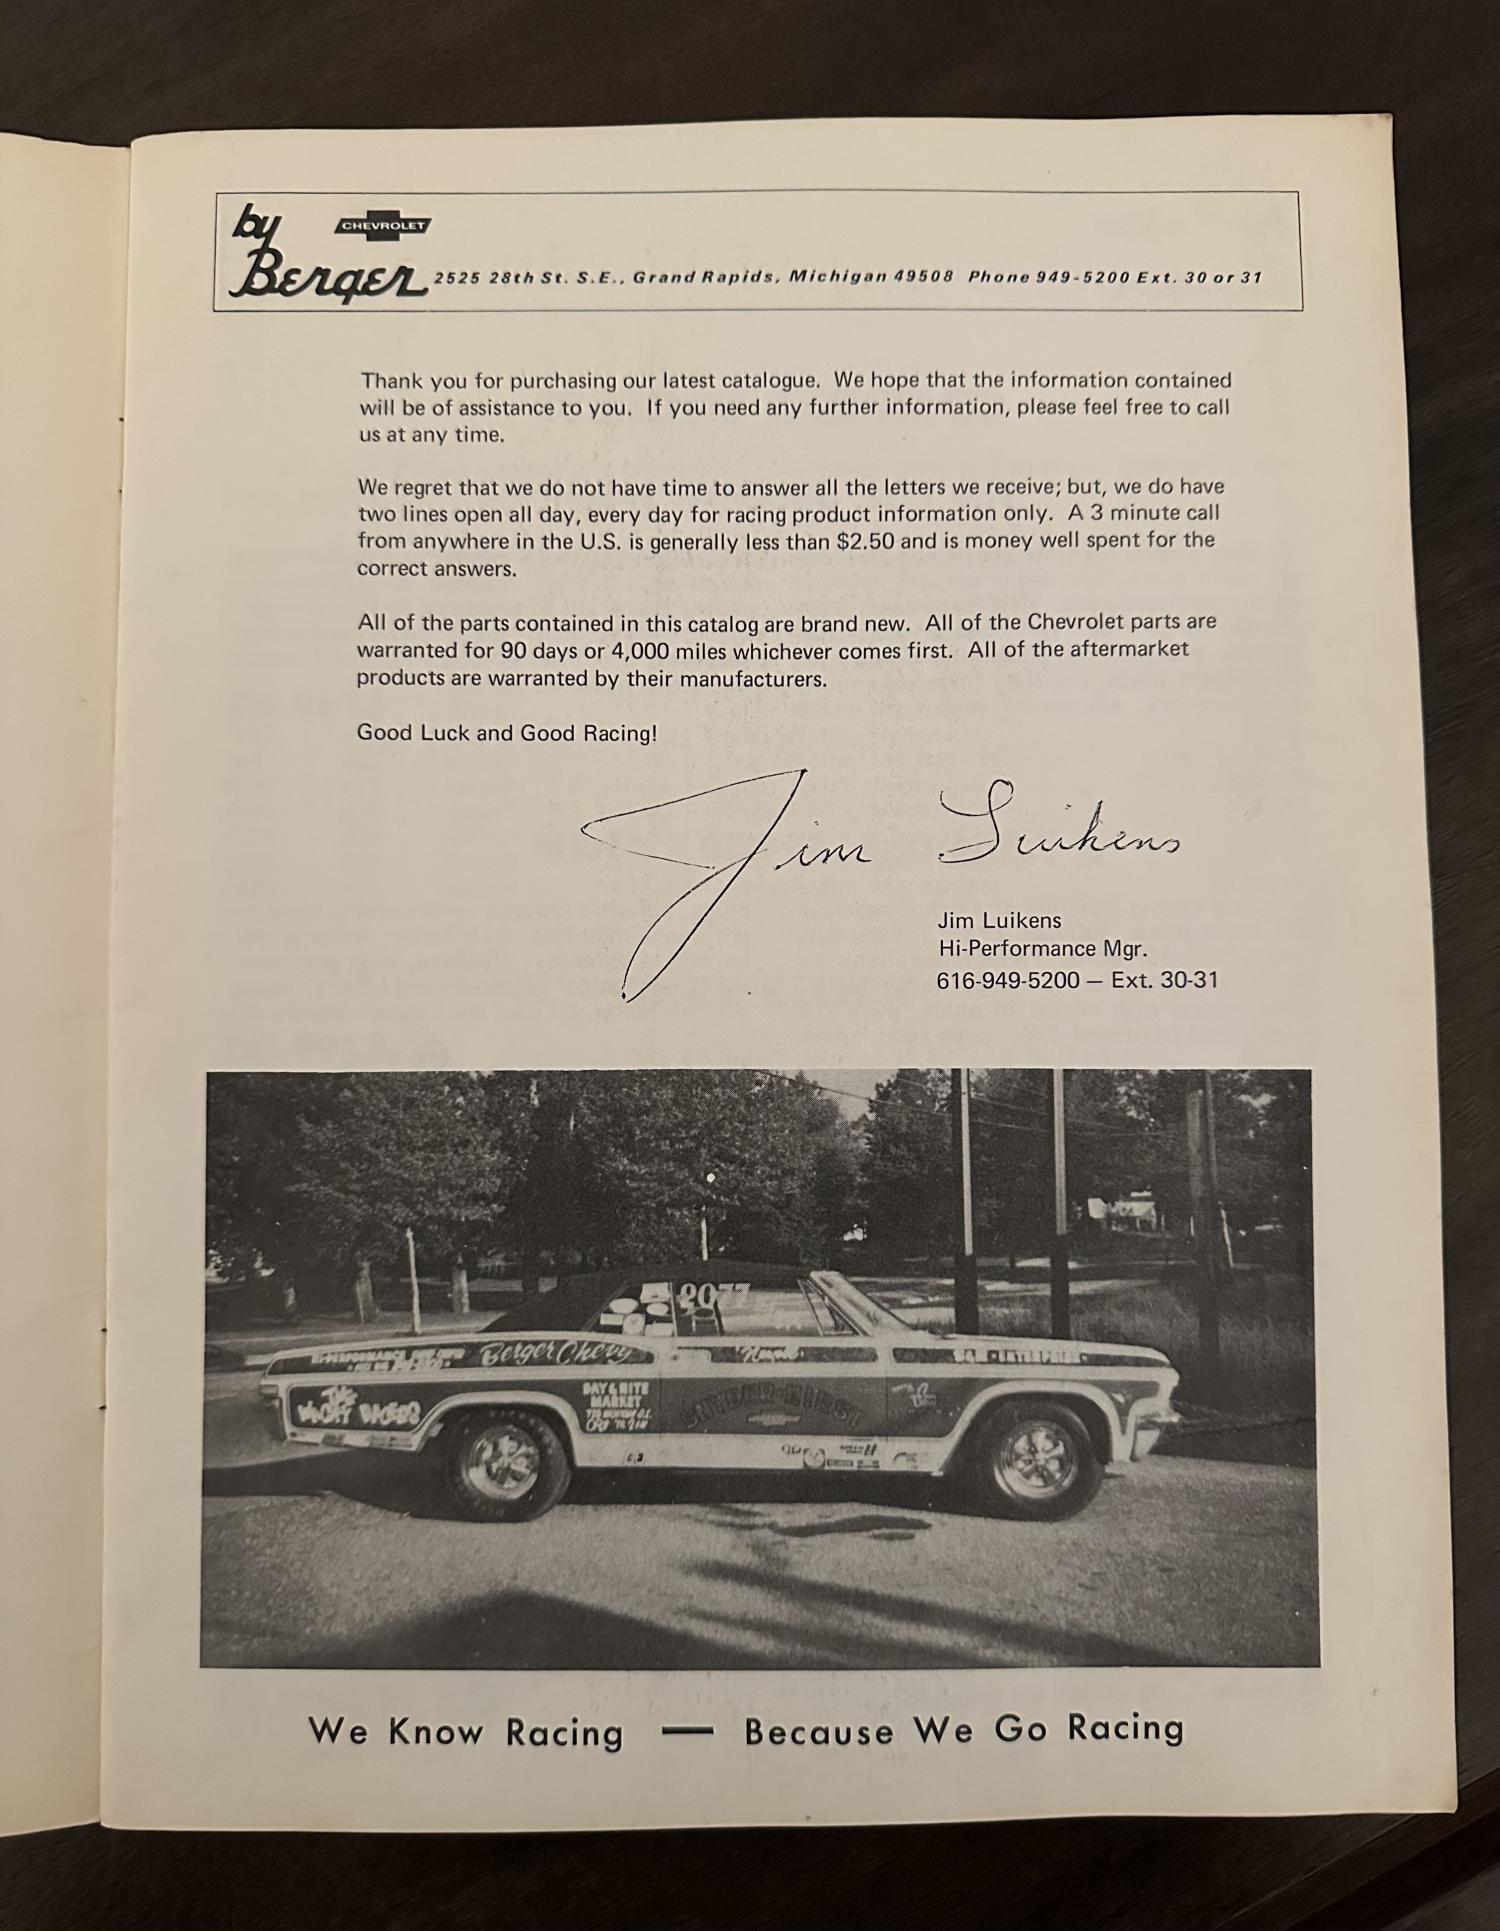 by
CHEVROLET
Berger 2525 28th St. S.E., Grand Rapids, Michigan 49508 Phone 949-5200 Ext. 30 or 31
Thank you for purchasing our latest catalogue. We hope that the information contained
will be of assistance to you. If you need any further information, please feel free to call
us at any time.
We regret that we do not have time to answer all the letters we receive; but, we do have
two lines open all day, every day for racing product information only. A 3 minute call
from anywhere in the U.S. is generally less than $2.50 and is money well spent for the
correct answers.
All of the parts contained in this catalog are brand new. All of the Chevrolet parts are
warranted for 90 days or 4,000 miles whichever comes first. All of the aftermarket
products are warranted by their manufacturers.
Good Luck and Good Racing!
Jim Luikens
Jim Luikens
Hi-Performance Mgr.
616-949-5200 — Ext. 30-31
2077
Berger Chevy
DAY & NITE
MARKET
THE
RACERS
SNYDER
We Know Racing — Because We Go Racing